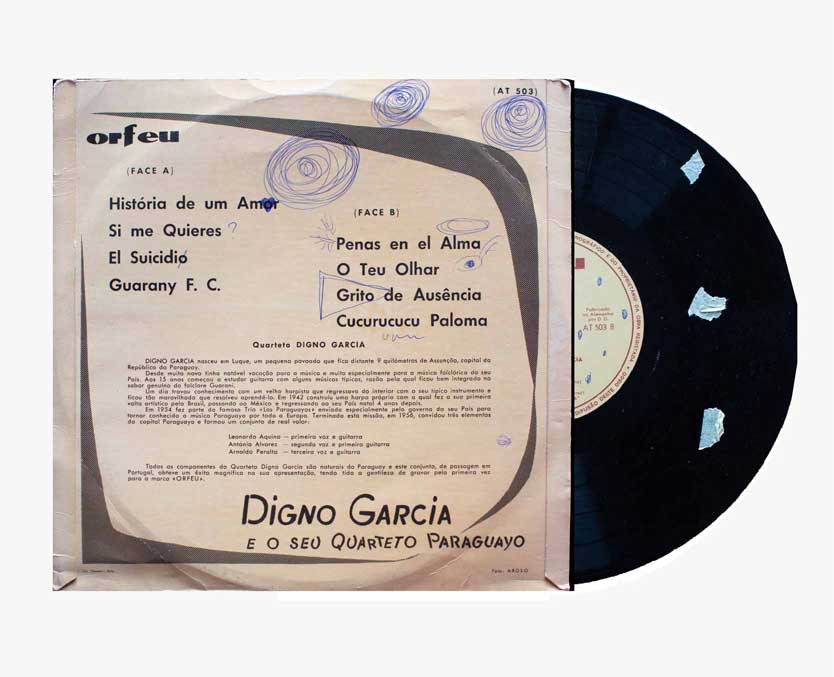 (AT 503)
orfeu
(FACE A)
História de um Amor
Si me Quieres ?
El Suicidio
Guarany F. C.
(FACE B)
Penas en el Alma
O Teu Olhar
Grito de Ausência
Cucurucucu Paloma
Quarteto DIGNO GARCIA
DIGNO GARCIA nasceu em Luque, um pequeno povoado que fica distante 9 quilómetros de Assunção, capital da
República do Paraguay.
Desde muito novo tinha notável vocação para a música e muito especialmente para a música folclórica do seu
País. Aos 15 anos começou a estudar guitarra com alguns músicos típicos, razão pela qual ficou bem integrado no
sabor genuino do folclore Guarani.
Um dia travou conhecimento com um velho harpista que regressava do interior com o seu típico instrumento e
ficou tão maravilhado que resolveu aprendê-lo. Em 1942 construiu uma harpa própria com a qual fez a sua primeira
volta artística pelo Brasil, passando ao México e regressando ao seu País natal 4 anos depois.
Em 1954 fez parte do famoso Trio «Los Paraguayos» enviado especialmente pelo governo do seu País para
tornar conhecida a música Paraguaya por toda a Europa. Terminada esta missão, em 1956, convidou três elementos
da capital Paraguaya e formou um conjunto de real valor:
Leonardo Aquino — primeira voz e guitarra
António Alvarez — segunda voz e primeira guitarra
Arnaldo Peralta — terceira voz e guitarra
Todos os componentes do Quarteto Digno Garcia são naturais do Paraguay e este conjunto, de passagem em
Portugal, obteve um êxito magnífico na sua apresentação, tendo tido a gentileza de gravar pela primeira vez
para a marca «ORFEU».
DIGNO GARCIA
E O SEU QUARTETO PARAGUAYO
Foto: AROSO
Fabricado
na Alemanha
por D. G.
AT 503 B